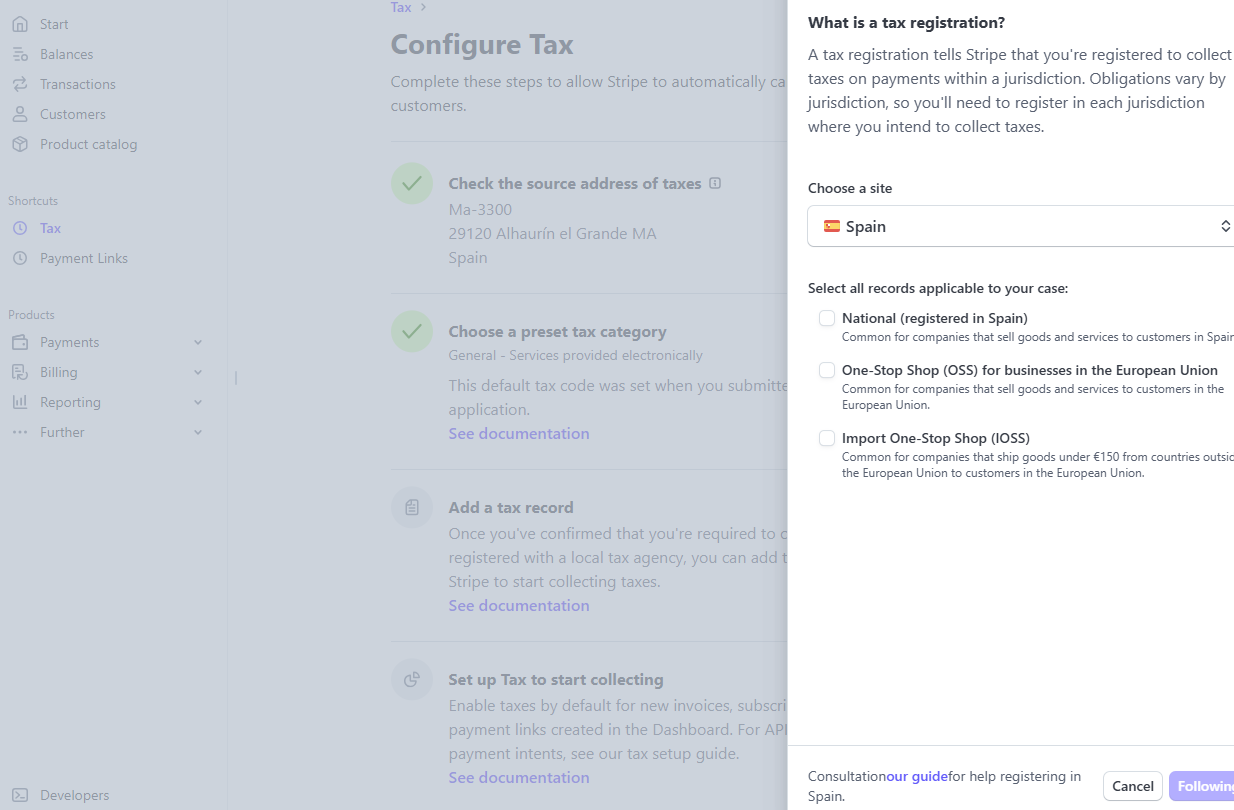 Start
Balances
Transactions
Customers
Product catalog
Shortcuts
Tax
Payment Links
Products
Payments
Billing
Reporting
Further
Developers
Tax
Configure Tax
Complete these steps to allow Stripe to automatically ca
customers.
Check the source address of taxes
Ma-3300
29120 Alhaurín el Grande MA
Spain
Choose a preset tax category
General - Services provided electronically
This default tax code was set when you submitte
application.
See documentation
Add a tax record
Once you've confirmed that you're required to c
registered with a local tax agency, you can add t
Stripe to start collecting taxes.
See documentation
Set up Tax to start collecting
Enable taxes by default for new invoices, subscri
payment links created in the Dashboard. For API
payment intents, see our tax setup guide.
See documentation
What is a tax registration?
A tax registration tells Stripe that you're registered to collect
taxes on payments within a jurisdiction. Obligations vary by
jurisdiction, so you'll need to register in each jurisdiction
where you intend to collect taxes.
Choose a site
Spain
Select all records applicable to your case:
National (registered in Spain)
Common for companies that sell goods and services to customers in Spain
One-Stop Shop (OSS) for businesses in the European Union
Common for companies that sell goods and services to customers in the
European Union.
Import One-Stop Shop (IOSS)
Common for companies that ship goods under €150 from countries outsid
the European Union to customers in the European Union.
Consultationour guidefor help registering in
Spain.
Cancel
Following